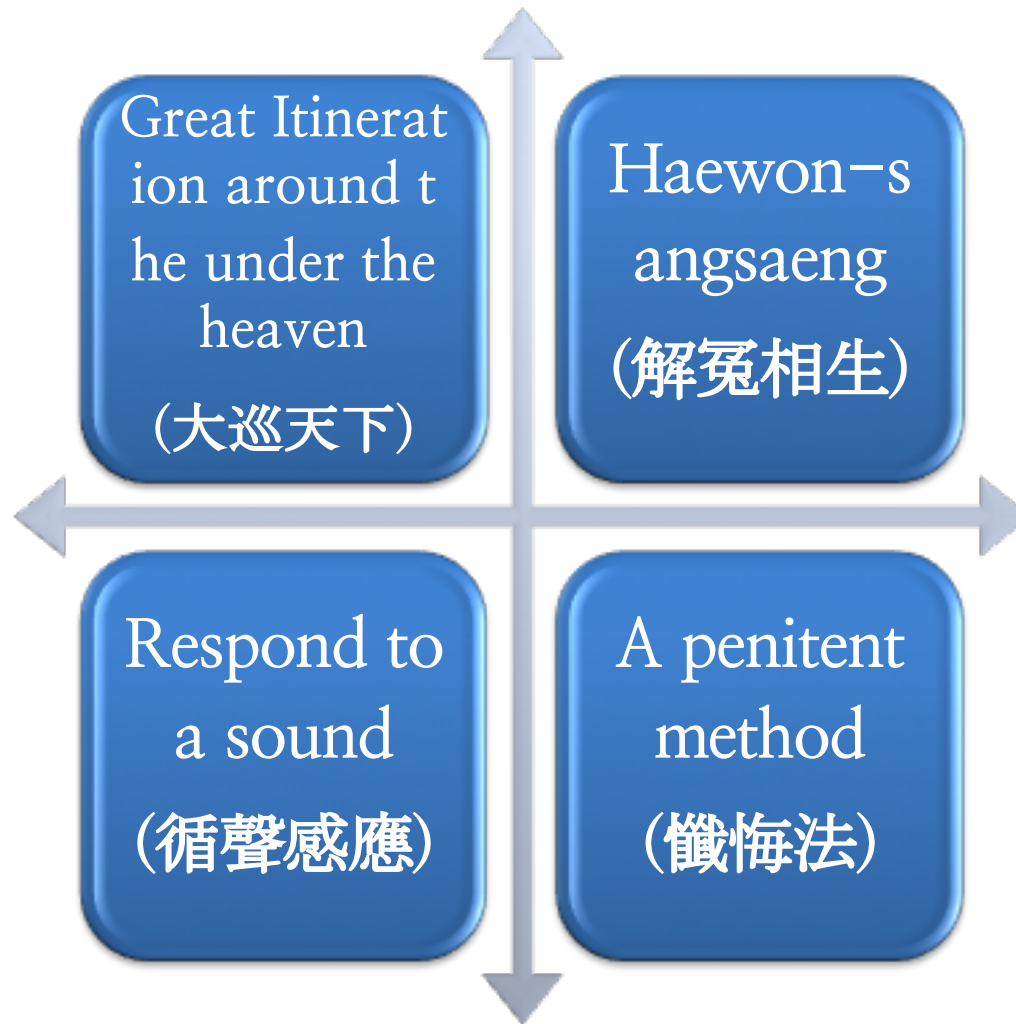 Great Itinerat
ion around t
he under the
heaven
(大巡天下)
Haewon-s
angsaeng
(解冤相生)
Respond to
a sound
(循聲感應)
A penitent
method
(懺悔法)